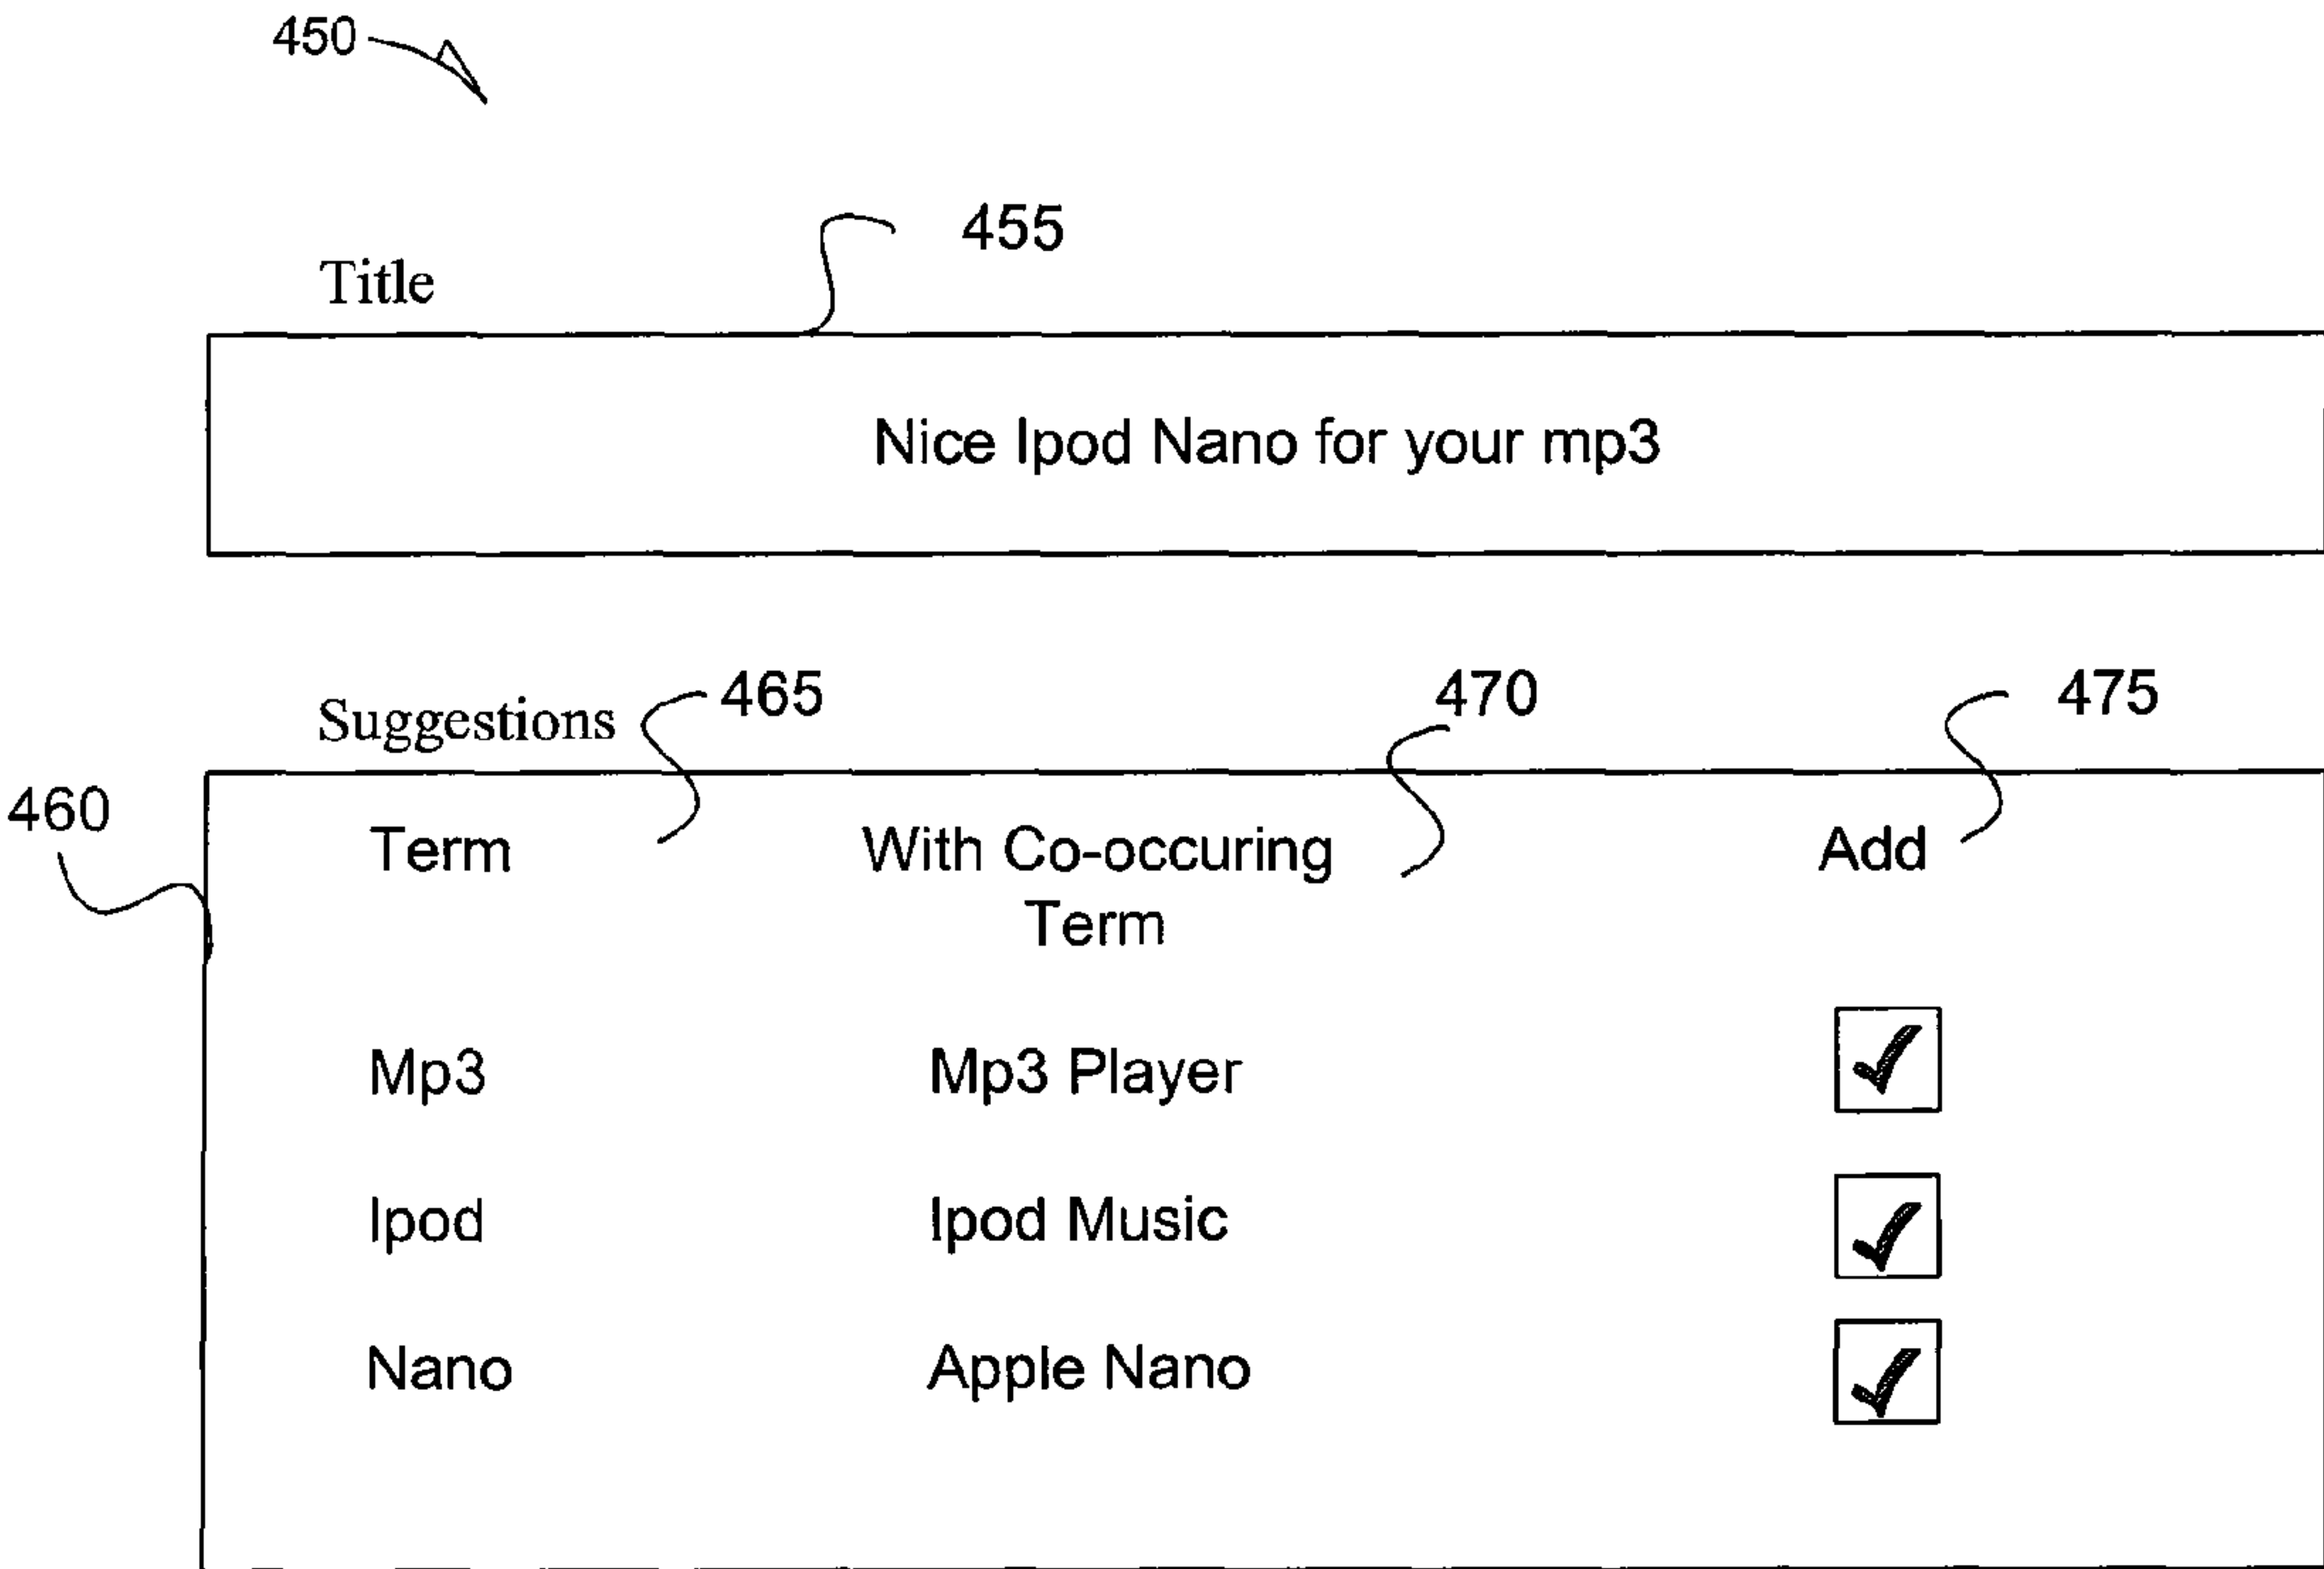 450
455
Title
Nice Ipod Nano for your mp3
Suggestions 465 470 475
460
Term With Co-occuring Add
Term
Mp3 Mp3 Player
Ipod Ipod Music
Nano Apple Nano